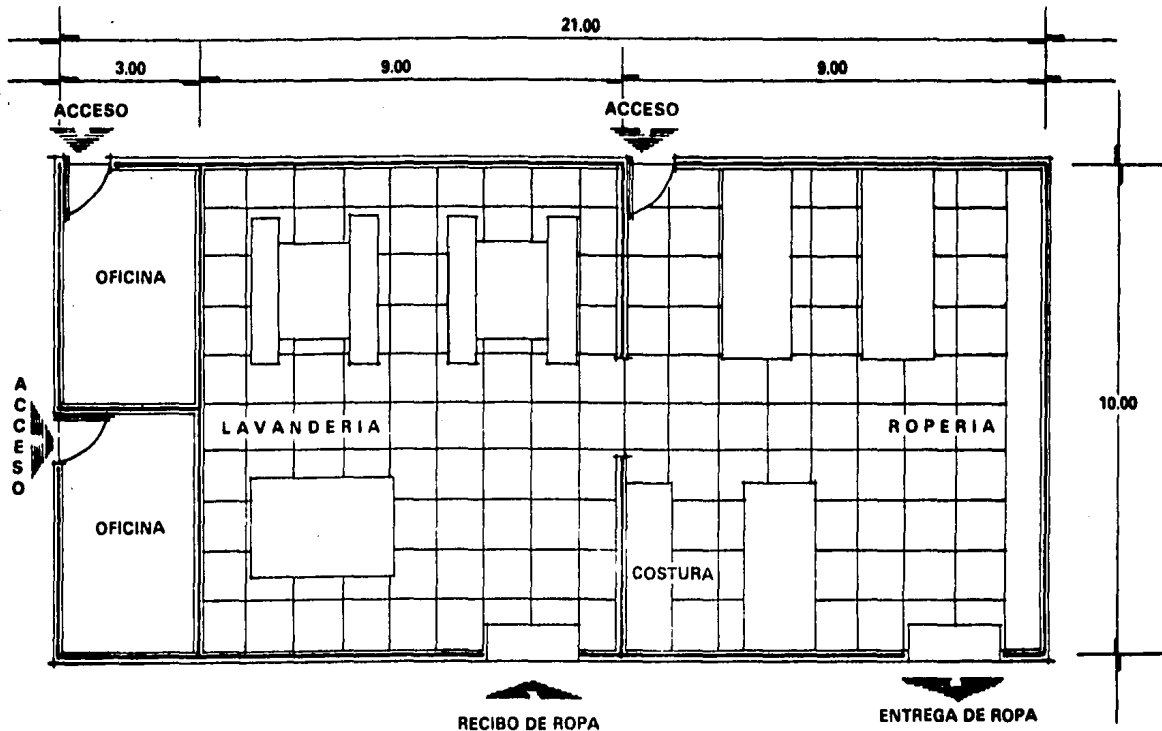 21.00
3.00
9.00
9.00
ACCESO
ACCESO
OFICINA
ACCESO
10.00
LAVANDERIA
ROPERIA
OFICINA
COSTURA
RECIBO DE ROPA
ENTREGA DE ROPA